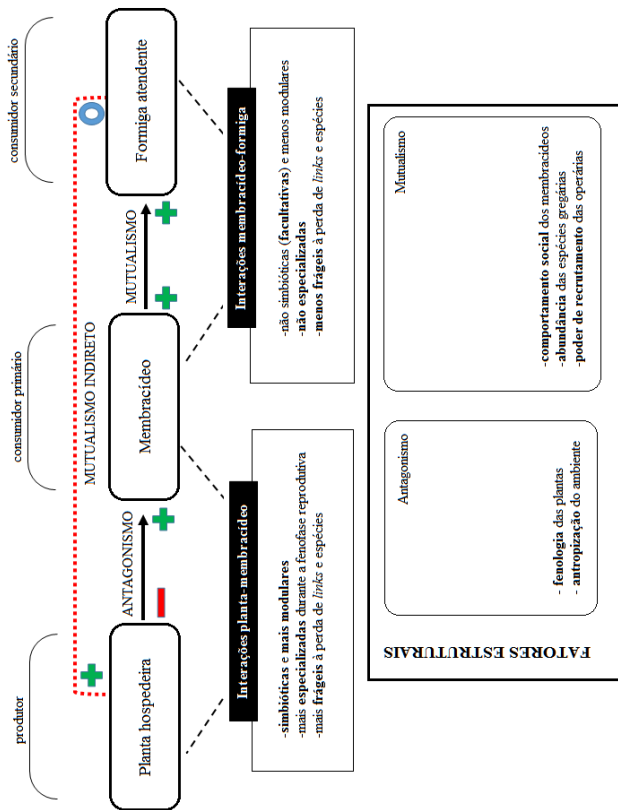 produtor
consumidor primário
consumidor secundário
MUTUALISMO INDIRETO
Planta hospedeira
ANTAGONISMO
Membracídeo
MUTUALISMO
Formiga atendente
Interações planta-membracídeo
-simbióticas e mais modulares
-mais especializadas durante a fenofase reprodutiva
-mais frágeis à perda de links e espécies
Interações membracídeo-formiga
-não simbióticas (facultativas) e menos modulares
-não especializadas
-menos frágeis à perda de links e espécies
FATORES ESTRUTURAIS
Antagonismo
- fenologia das plantas
- antropização do ambiente
Mutualismo
-comportamento social dos membracídeos
-abundância das espécies gregárias
-poder de recrutamento das operárias